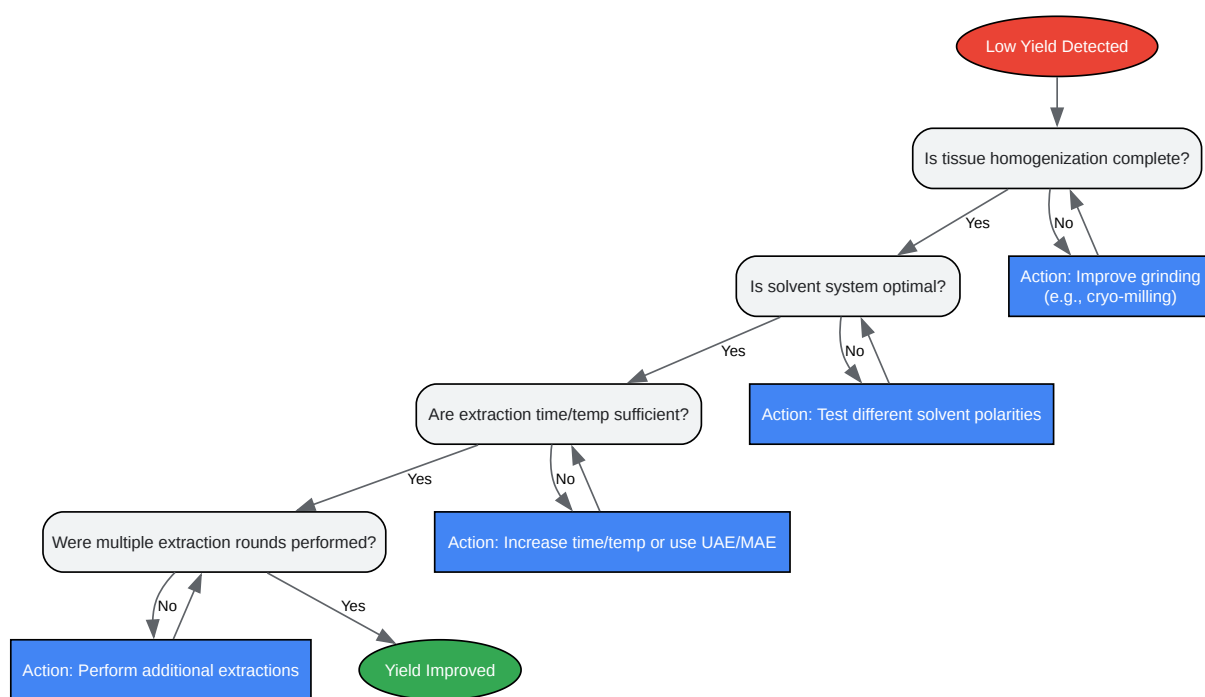 Low Yield Detected
Is tissue homogenization complete?
Yes
No
Is solvent system optimal?
Action: Improve grinding
(e.g., cryo-milling)
Yes
No
Are extraction time/temp sufficient?
Action: Test different solvent polarities
Yes
No
Were multiple extraction rounds performed?
Action: Increase time/temp or use UAE/MAE
No
Yes
Action: Perform additional extractions
Yield Improved